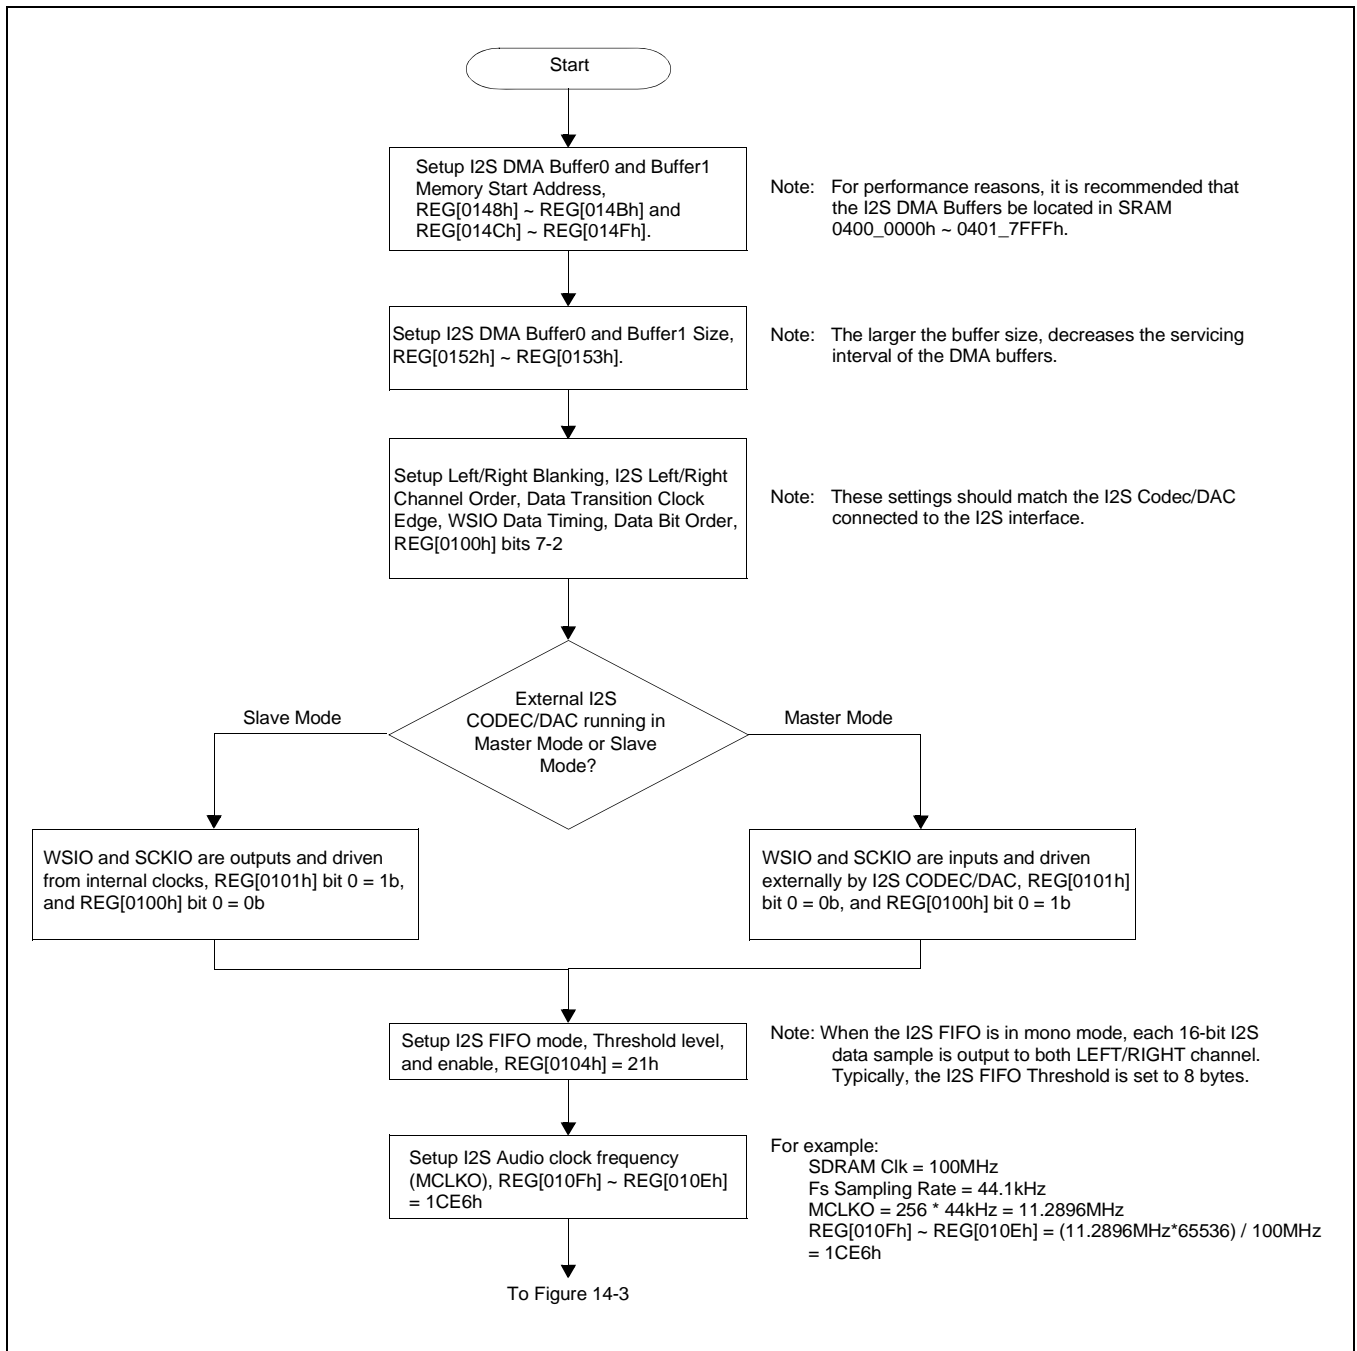 Start
Setup I2S DMA Buffer0 and Buffer1
Memory Start Address,
REG[0148h] ~ REG[014Bh] and
REG[014Ch] ~ REG[014Fh].
Note: For performance reasons, it is recommended that
the I2S DMA Buffers be located in SRAM
0400_0000h ~ 0401_7FFFh.
Setup I2S DMA Buffer0 and Buffer1 Size,
REG[0152h] ~ REG[0153h].
Note: The larger the buffer size, decreases the servicing
interval of the DMA buffers.
Setup Left/Right Blanking, I2S Left/Right
Channel Order, Data Transition Clock
Edge, WSIO Data Timing, Data Bit Order,
REG[0100h] bits 7-2
Note: These settings should match the I2S Codec/DAC
connected to the I2S interface.
External I2S
CODEC/DAC running in
Master Mode or Slave
Mode?
Slave Mode
Master Mode
WSIO and SCKIO are outputs and driven
from internal clocks, REG[0101h] bit 0 = 1b,
and REG[0100h] bit 0 = 0b
WSIO and SCKIO are inputs and driven
externally by I2S CODEC/DAC, REG[0101h]
bit 0 = 0b, and REG[0100h] bit 0 = 1b
Setup I2S FIFO mode, Threshold level,
and enable, REG[0104h] = 21h
Note: When the I2S FIFO is in mono mode, each 16-bit I2S
data sample is output to both LEFT/RIGHT channel.
Typically, the I2S FIFO Threshold is set to 8 bytes.
Setup I2S Audio clock frequency
(MCLKO), REG[010Fh] ~ REG[010Eh]
= 1CE6h
For example:
SDRAM Clk = 100MHz
Fs Sampling Rate = 44.1kHz
MCLKO = 256 * 44kHz = 11.2896MHz
REG[010Fh] ~ REG[010Eh] = (11.2896MHz*65536) / 100MHz
= 1CE6h
To Figure 14-3